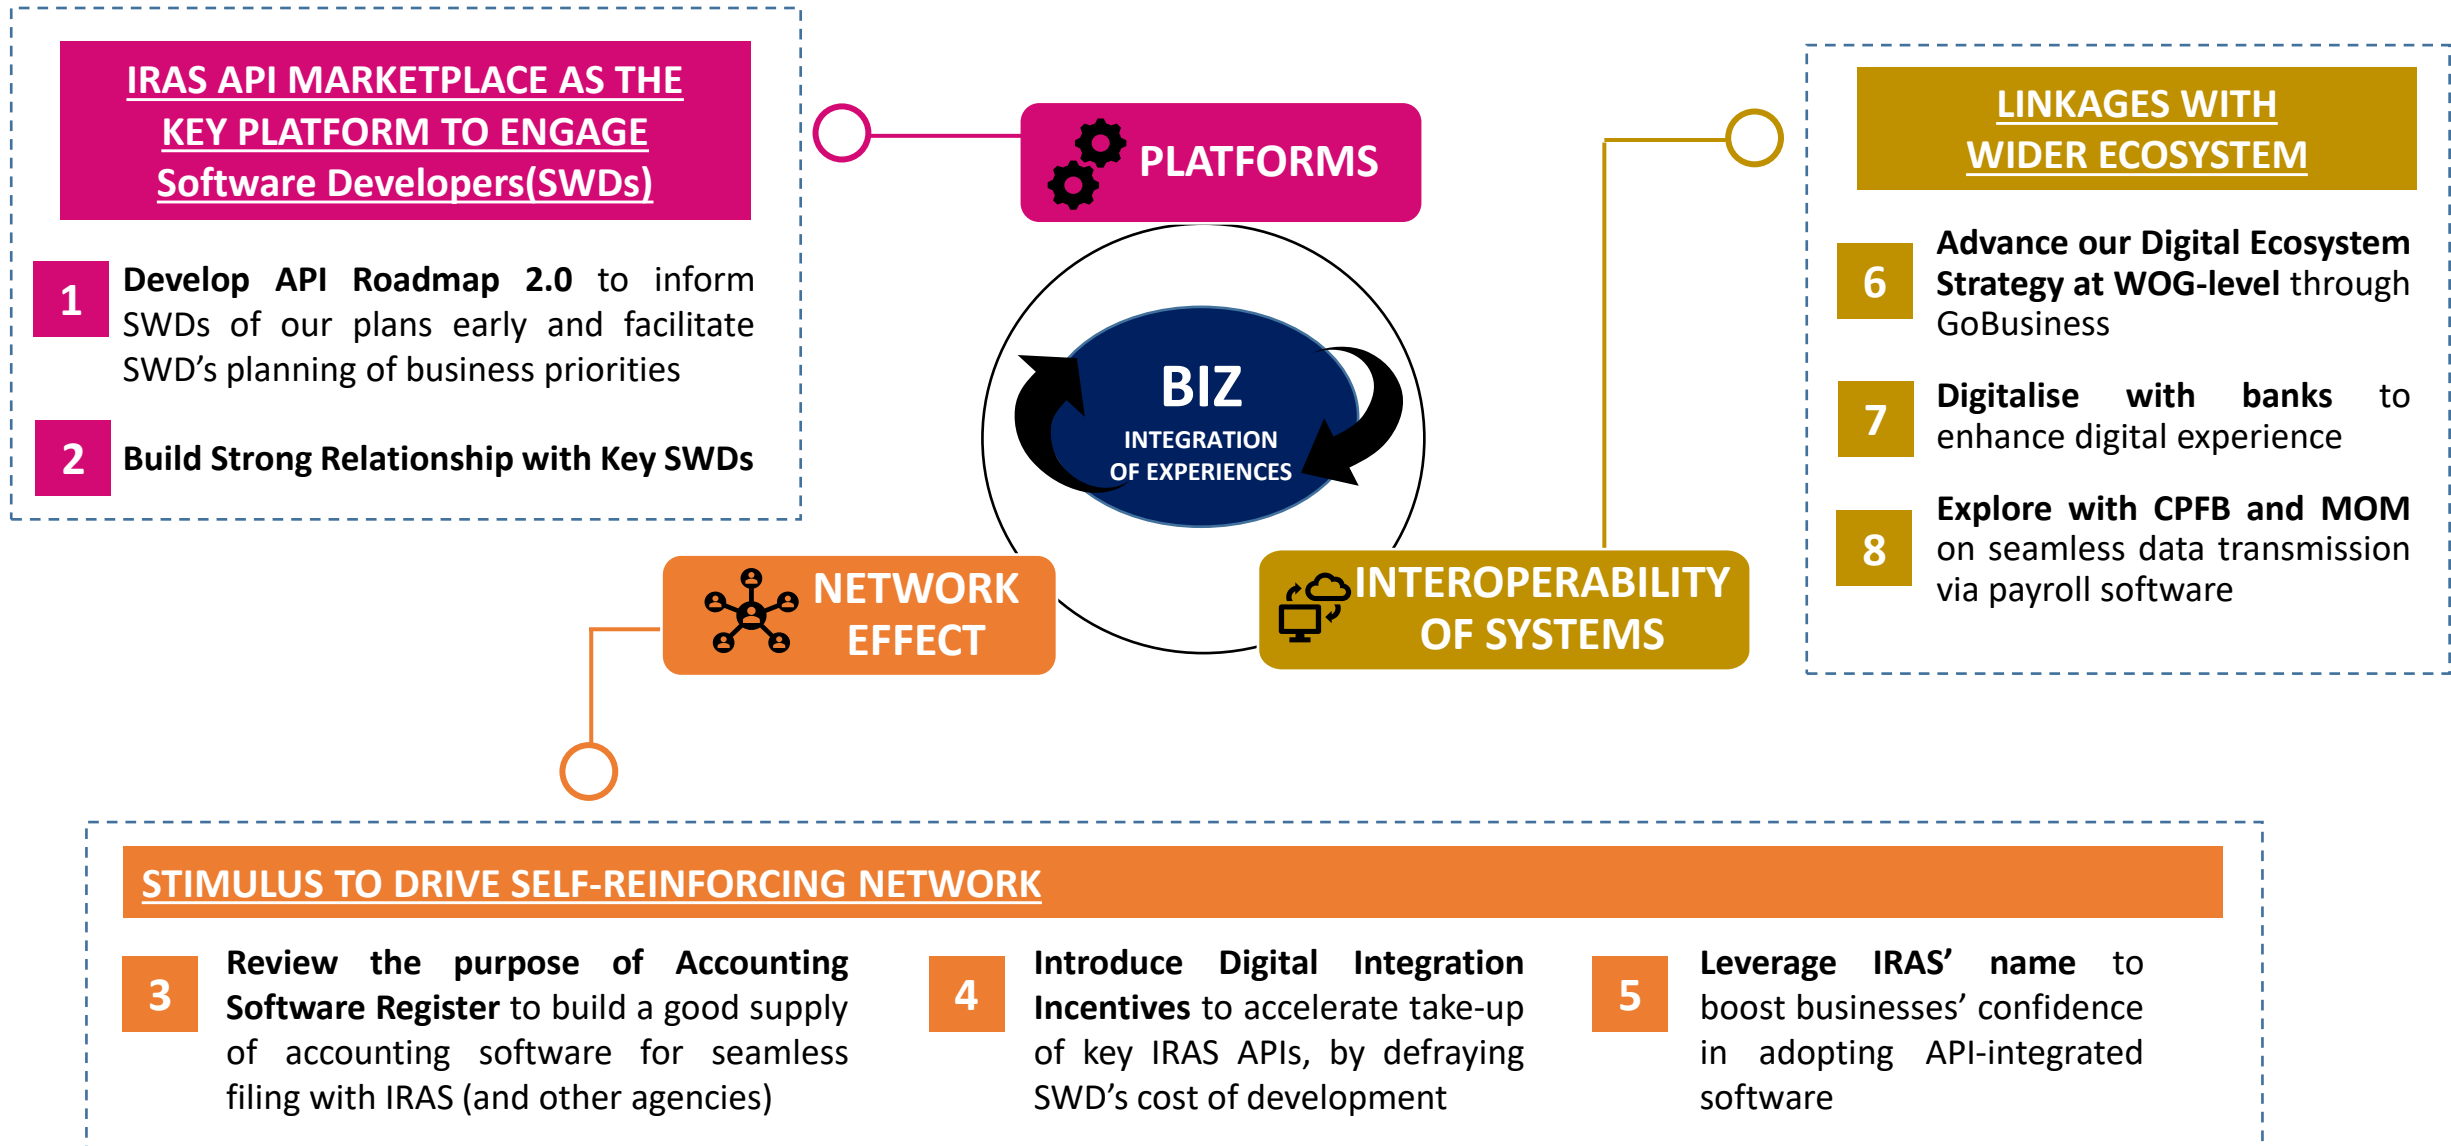 IRAS API MARKETPLACE AS THE
KEY PLATFORM TO ENGAGE
Software Developers(SWDs)
1
Develop API Roadmap 2.0 to inform
SWDs of our plans early and facilitate
SWD’s planning of business priorities
2
Build Strong Relationship with Key SWDs
PLATFORMS
BIZ
INTEGRATION
OF EXPERIENCES
NETWORK
EFFECT
INTEROPERABILITY
OF SYSTEMS
LINKAGES WITH
WIDER ECOSYSTEM
6
Advance our Digital Ecosystem
Strategy at WOG-level through
GoBusiness
7
Digitalise with banks to
enhance digital experience
8
Explore with CPFB and MOM
on seamless data transmission
via payroll software
STIMULUS TO DRIVE SELF-REINFORCING NETWORK
3
Review the purpose of Accounting
Software Register to build a good supply
of accounting software for seamless
filing with IRAS (and other agencies)
4
Introduce Digital Integration
Incentives to accelerate take-up
of key IRAS APIs, by defraying
SWD’s cost of development
5
Leverage IRAS’ name to
boost businesses’ confidence
in adopting API-integrated
software